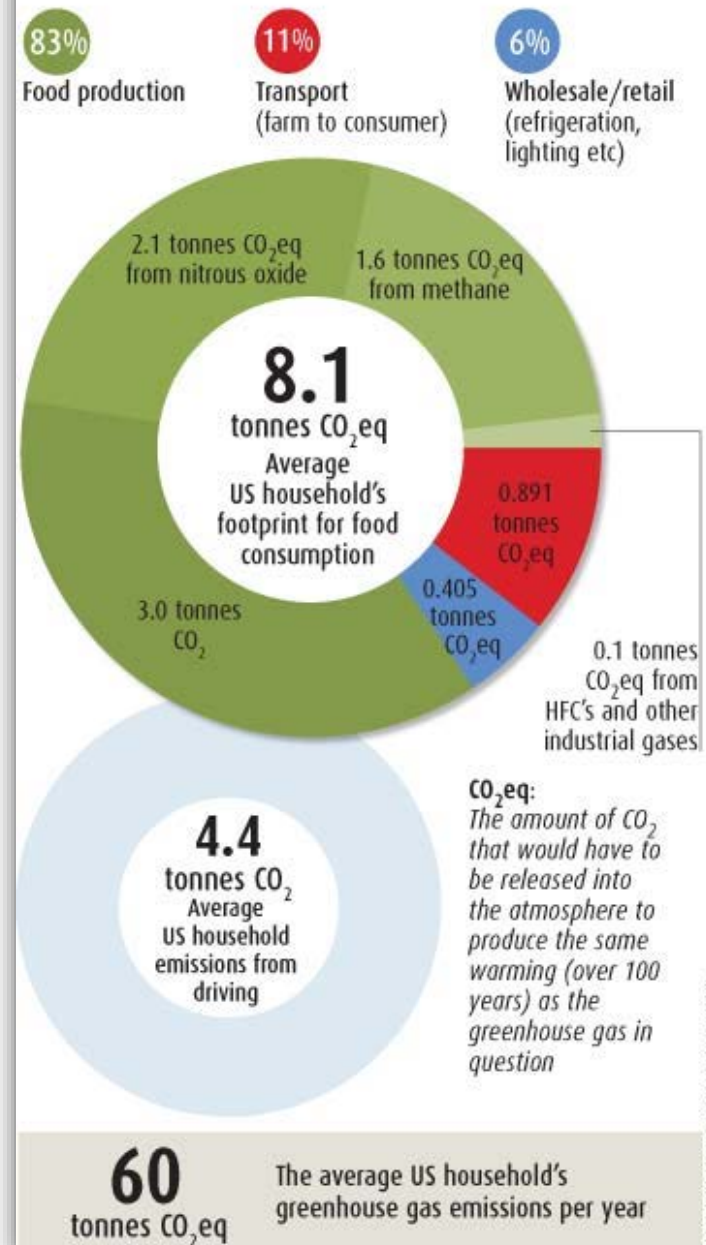 83%
Food production
11%
Transport
(farm to consumer)
6%
Wholesale/retail
(refrigeration,
lighting etc)
2.1 tonnes CO₂eq
from nitrous oxide
1.6 tonnes CO₂eq
from methane
8.1
tonnes CO₂eq
Average
US household's
footprint for food
consumption
0.891
tonnes
CO₂eq
0.405
tonnes
CO₂eq
3.0 tonnes
CO₂
0.1 tonnes
CO₂eq from
HFC's and other
industrial gases
4.4
tonnes CO₂
Average
US household
emissions from
driving
CO₂eq:
The amount of CO₂
that would have to
be released into
the atmosphere to
produce the same
warming (over 100
years) as the
greenhouse gas in
question
60
tonnes CO₂eq
The average US household's
greenhouse gas emissions per year